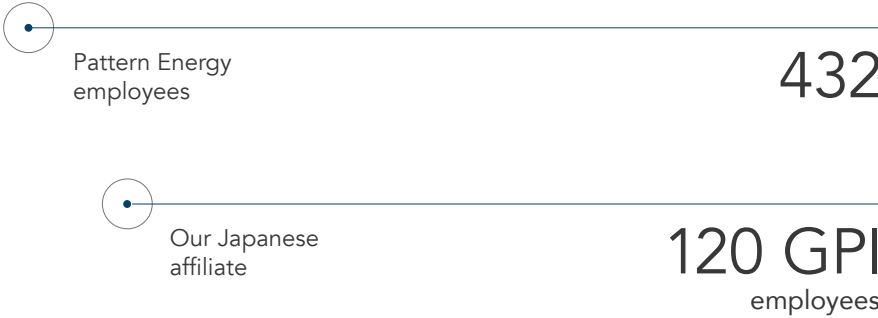 Pattern Energy
employees
432
Our Japanese
affiliate
120 GPI
employees